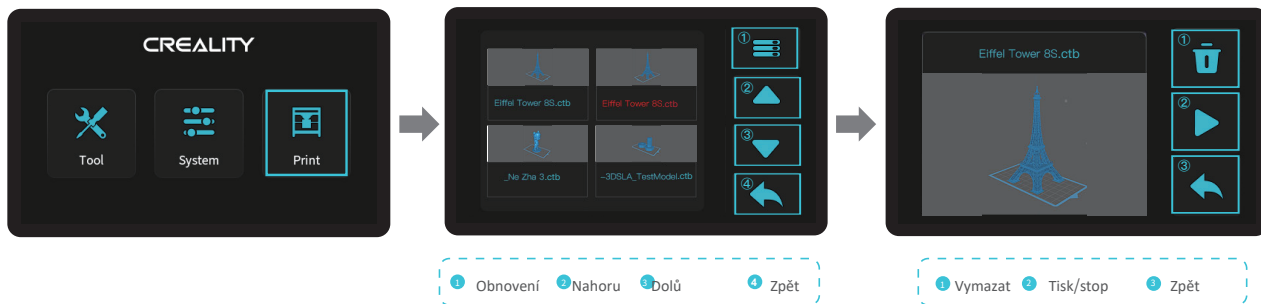 CREALITY
Tool
System
Print
Eiffel Tower 8S.ctb
Eiffel Tower 8S.ctb
_Ne Zha 3.ctb
-3DSLA_TestModel.ctb
①
②
③
④
Eiffel Tower 8S.ctb
①
②
③
1 Obnovení 2 Nahoru 3 Dolů 4 Zpět
1 Vymazat 2 Tisk/stop 3 Zpět